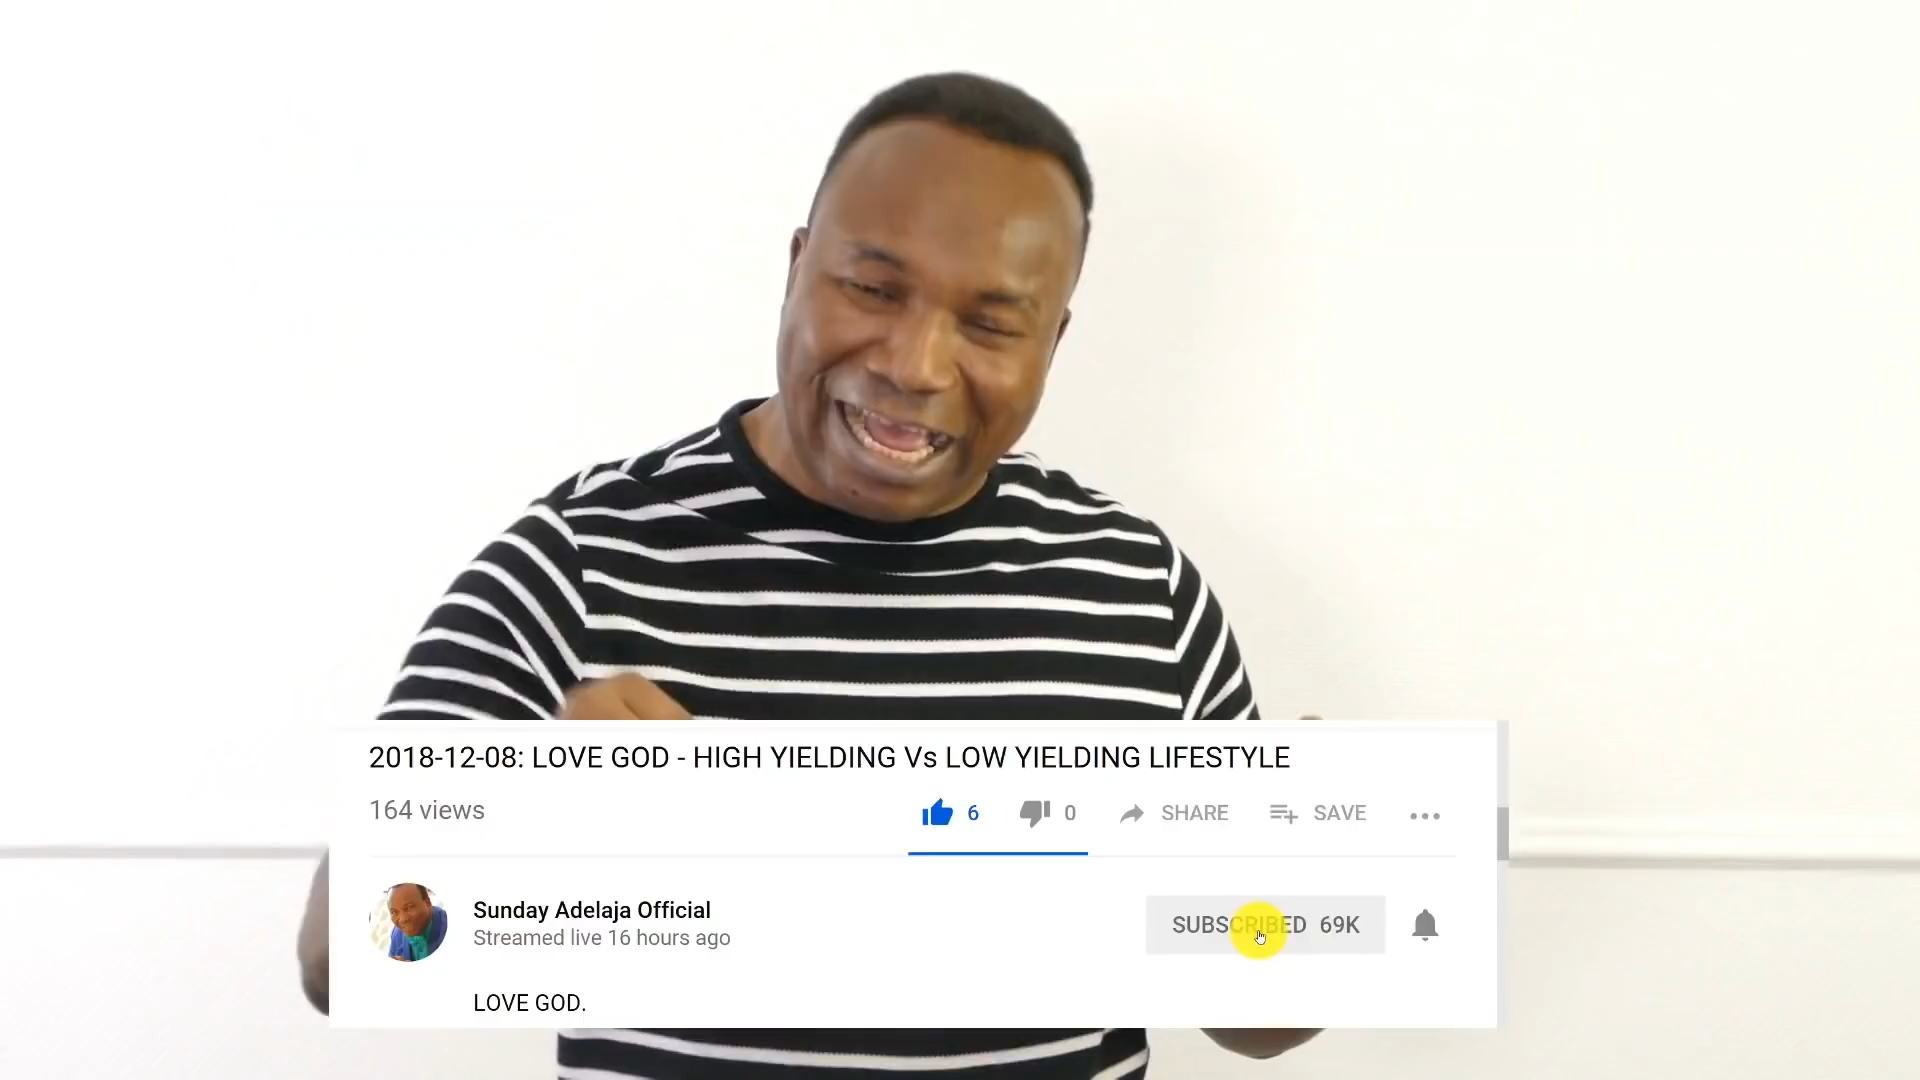 2018-12-08: LOVE GOD - HIGH YIELDING Vs LOW YIELDING LIFESTYLE
164 views
6
0
SHARE
SAVE
Sunday Adelaja Official
Streamed live 16 hours ago
SUBSCRIBED 69K
LOVE GOD.